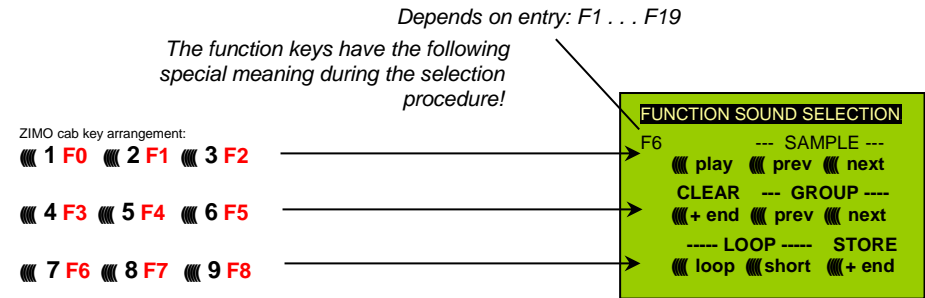 Depends on entry: F1 . . . F19
The function keys have the following
special meaning during the selection
procedure!
ZIMO cab key arrangement:
((((( 1 F0 ((((( 2 F1 ((((( 3 F2
((((( 4 F3 ((((( 5 F4 ((((( 6 F5
((((( 7 F6 ((((( 8 F7 ((((( 9 F8
FUNCTION SOUND SELECTION
F6 --- SAMPLE ---
((((( play ((((( prev ((((( next
CLEAR --- GROUP ----
(((((+ end ((((( prev ((((( next
----- LOOP ----- STORE
((((( loop (((((short (((((+ end